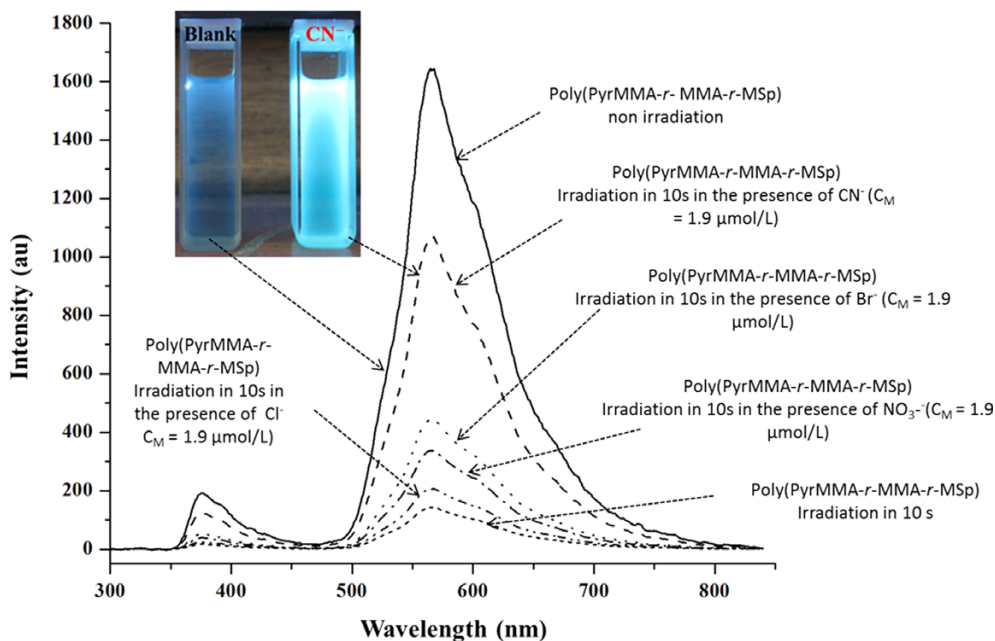 1800
1600
1400
1200
1000
800
600
400
200
0
Intensity (au)
300
400
500
600
700
800
Wavelength (nm)
Blank
CN⁻
Poly(PyrMMA-r- MMA-r-MSp)
non irradiation
Poly(PyrMMA-r-MMA-r-MSp)
Irradiation in 10s in the presence of CN⁻ (C_M
= 1.9 µmol/L)
Poly(PyrMMA-r-MMA-r-MSp)
Irradiation in 10s in the presence of Br⁻ (C_M = 1.9
µmol/L)
Poly(PyrMMA-r-
MMA-r-MSp)
Irradiation in 10s in
the presence of Cl⁻
C_M = 1.9 µmol/L)
Poly(PyrMMA-r-MMA-r-MSp)
Irradiation in 10s in the presence of NO₃-⁻(C_M = 1.9
µmol/L)
Poly(PyrMMA-r-MMA-r-MSp)
Irradiation in 10 s